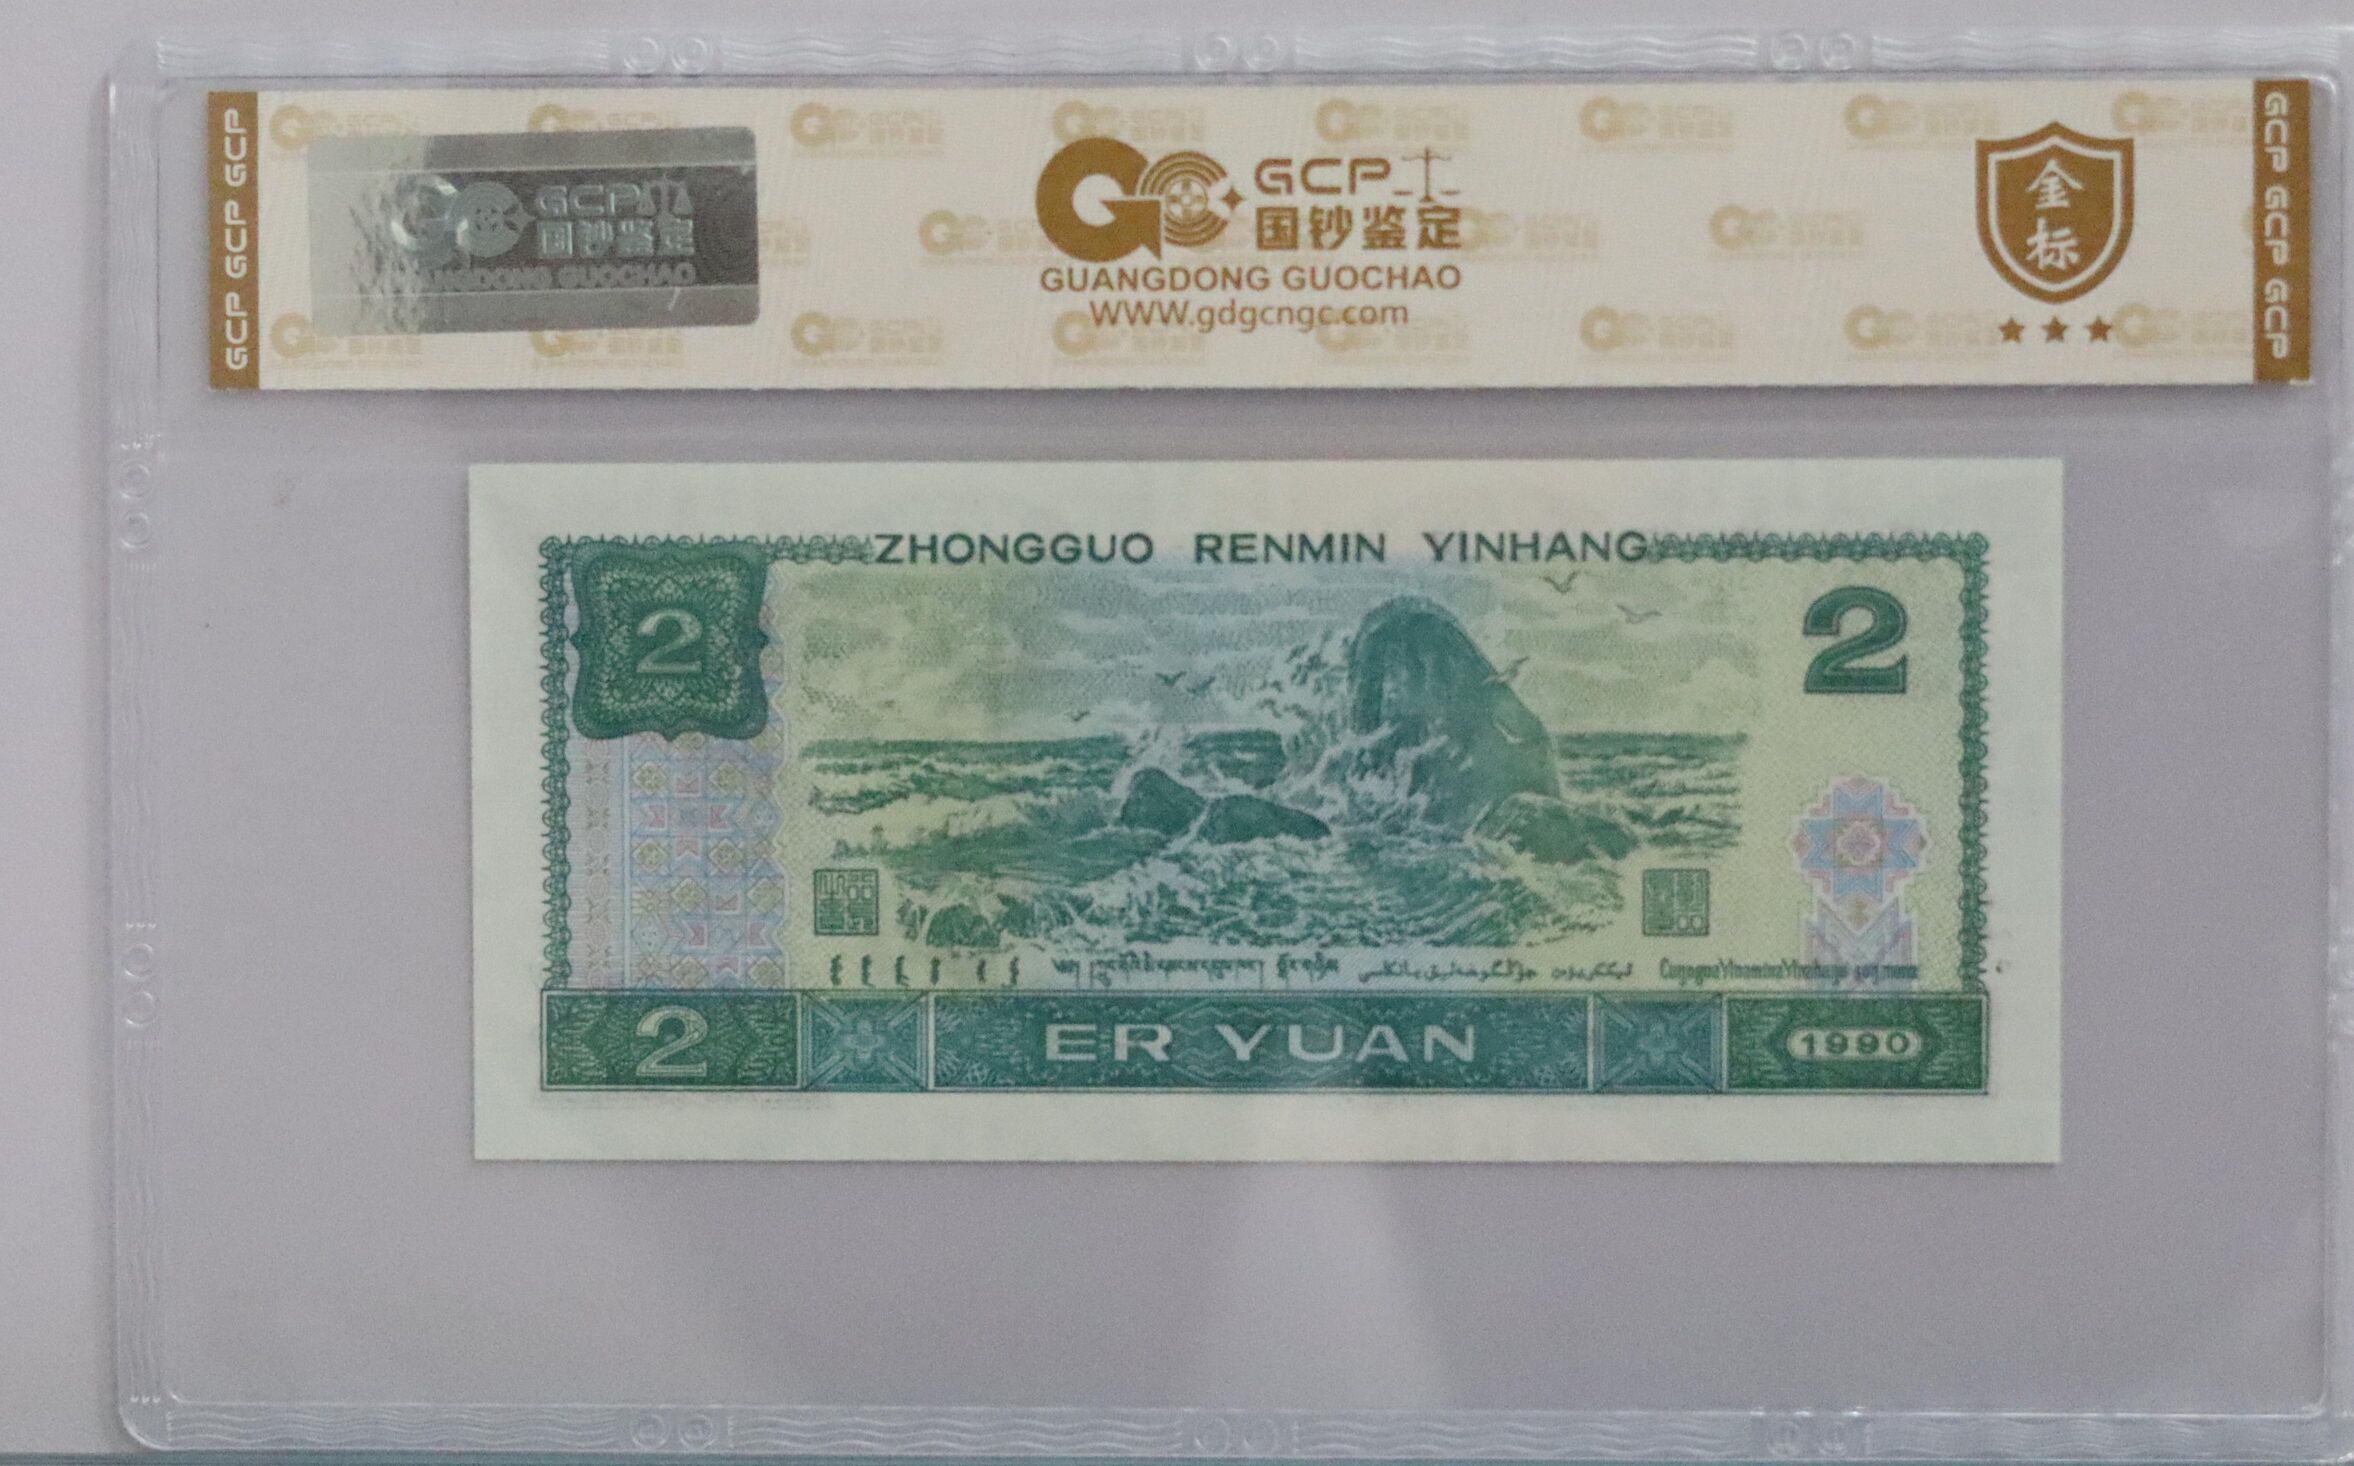 GCP GCP GCP
GCP
国钞鉴定
GUANGDONG GUOCHAO
GCP
国钞鉴定
GUANGDONG GUOCHAO
WWW.gdgcngc.com
金
标
GCP GCP GCP
ZHONGGUO RENMIN YINHANG
2
2
2
ER YUAN
1990